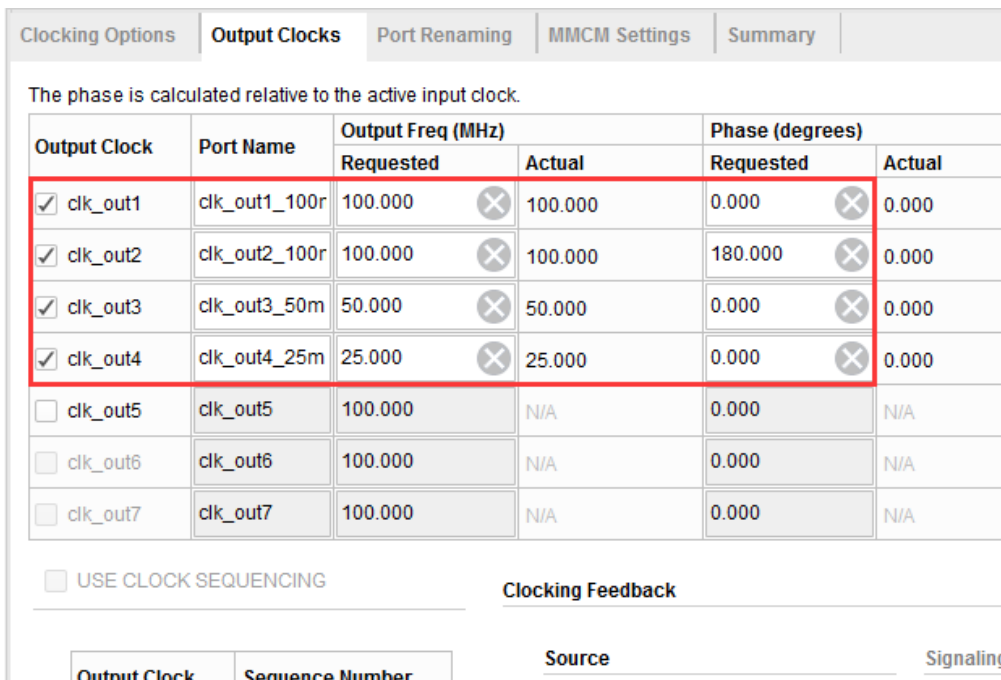 Clocking Options Output Clocks Port Renaming MMCM Settings Summary
The phase is calculated relative to the active input clock.
Output Clock Port Name Output Freq (MHz) Phase (degrees)
Requested Actual Requested Actual
clk_out1 clk_out1_100r 100.000 100.000 0.000 0.000
clk_out2 clk_out2_100r 100.000 100.000 180.000 0.000
clk_out3 clk_out3_50m 50.000 50.000 0.000 0.000
clk_out4 clk_out4_25m 25.000 25.000 0.000 0.000
clk_out5 clk_out5 100.000 N/A 0.000 N/A
clk_out6 clk_out6 100.000 N/A 0.000 N/A
clk_out7 clk_out7 100.000 N/A 0.000 N/A
USE CLOCK SEQUENCING
Clocking Feedback
Source Signaling
Output Clock Sequence Number